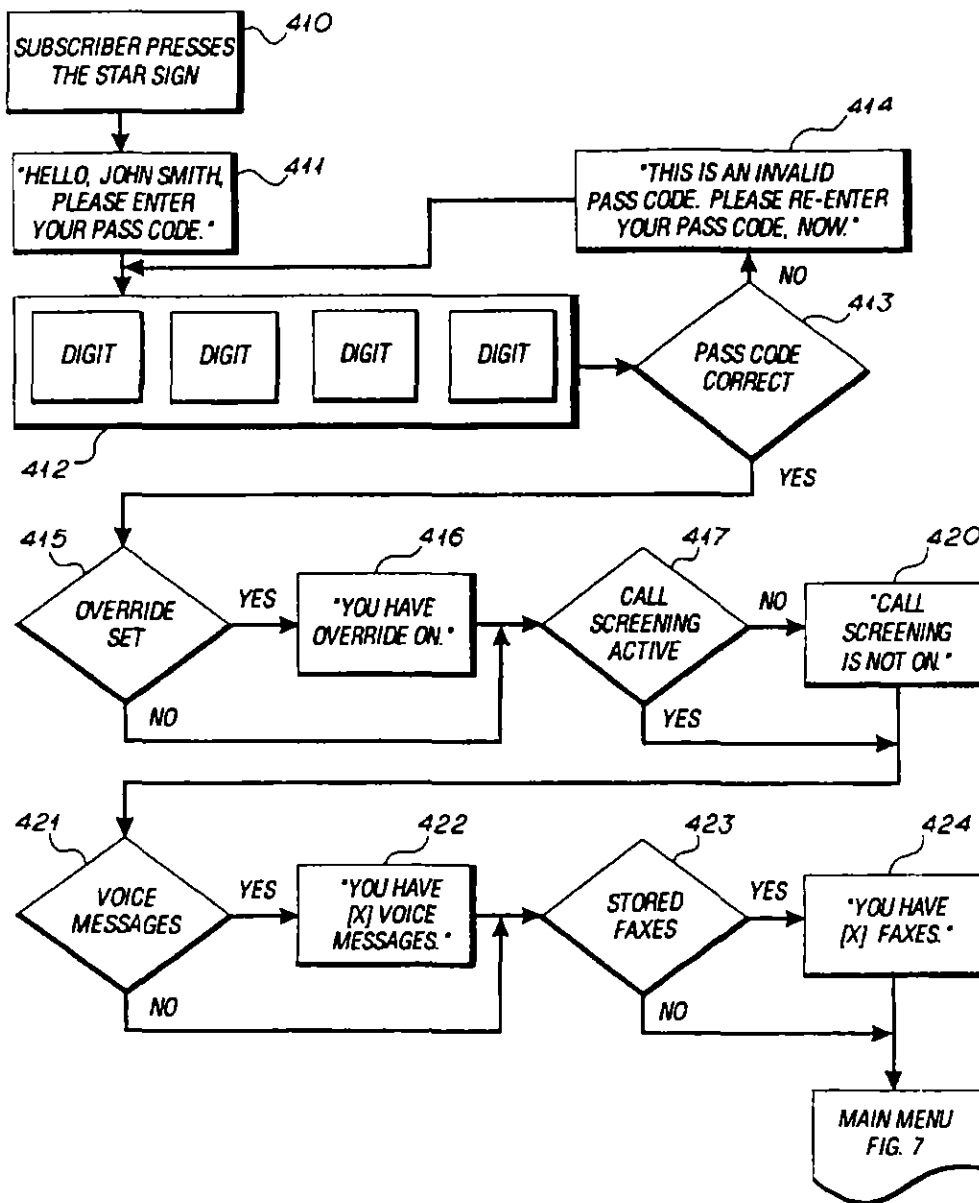 410
SUBSCRIBER PRESSES
THE STAR SIGN
414
"HELLO, JOHN SMITH,
PLEASE ENTER
YOUR PASS CODE."
411
"THIS IS AN INVALID
PASS CODE. PLEASE RE-ENTER
YOUR PASS CODE, NOW."
NO
413
DIGIT
DIGIT
DIGIT
DIGIT
PASS CODE
CORRECT
412
YES
415
OVERRIDE
SET
YES
NO
416
"YOU HAVE
OVERRIDE ON."
417
CALL
SCREENING
ACTIVE
NO
YES
420
"CALL
SCREENING
IS NOT ON."
421
VOICE
MESSAGES
YES
NO
422
"YOU HAVE
[X] VOICE
MESSAGES."
423
STORED
FAXES
YES
NO
424
"YOU HAVE
[X] FAXES."
MAIN MENU
FIG. 7